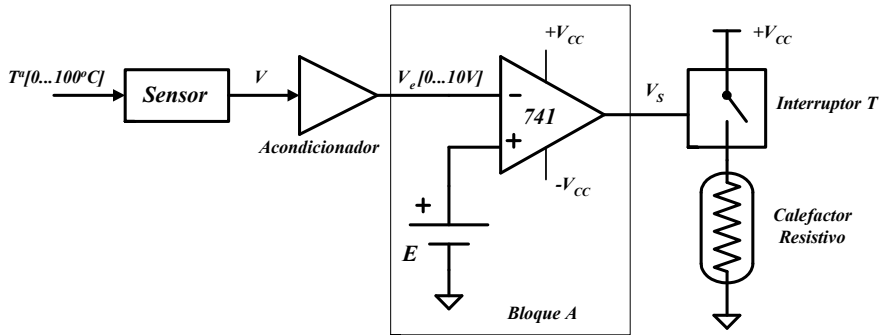 Tª[0...100ºC]
Sensor
V
Acondicionador
Ve[0...10V]
+VCC
-
741
+
-VCC
+
E
Bloque A
VS
+VCC
Interruptor T
Calefactor
Resistivo